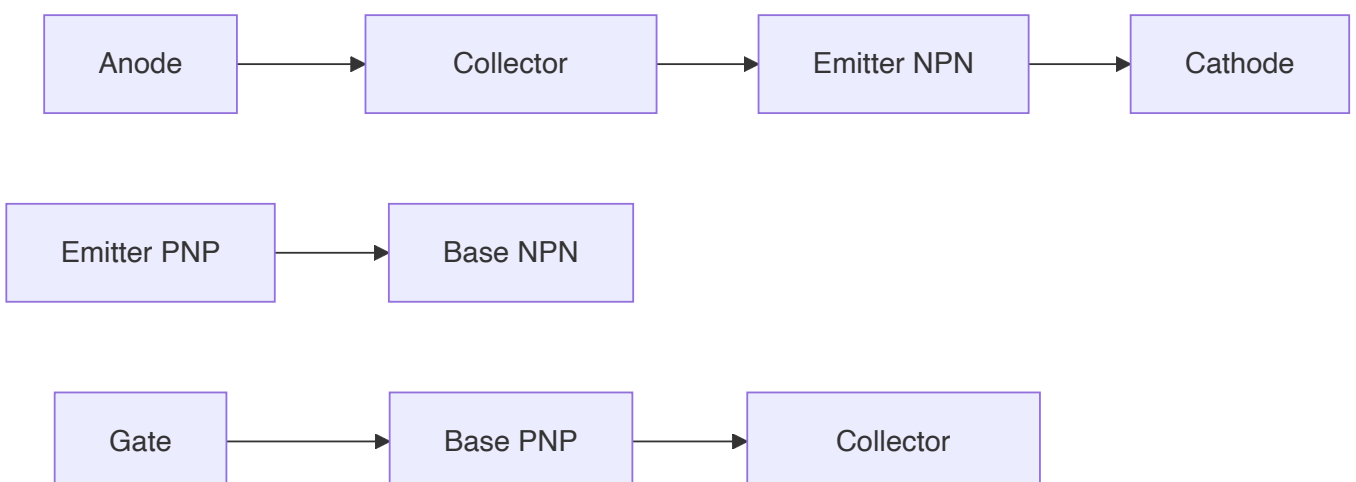 Anode
Collector
Emitter NPN
Cathode
Emitter PNP
Base NPN
Gate
Base PNP
Collector